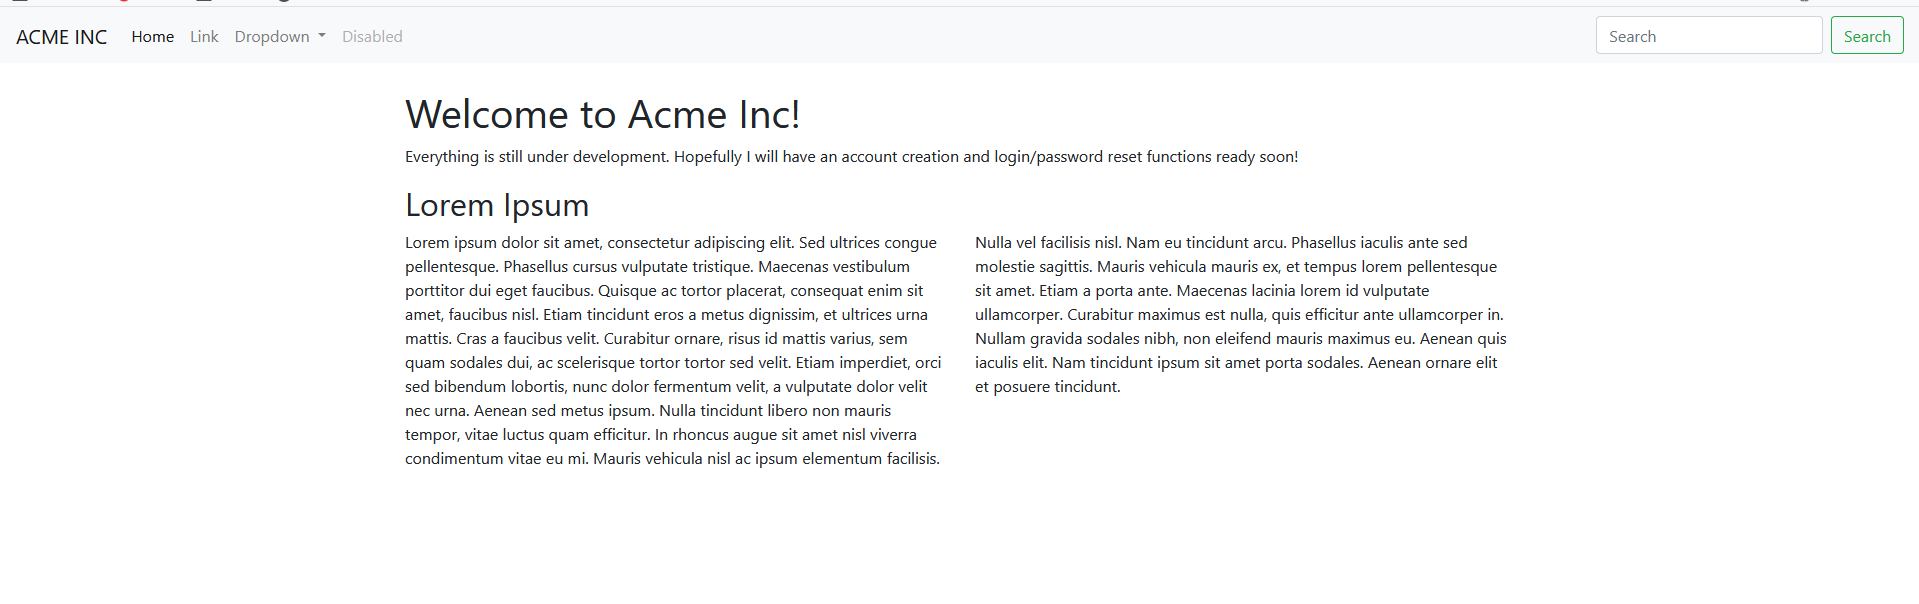 ACME INC Home Link Dropdown Disabled Search Search
Welcome to Acme Inc!
Everything is still under development. Hopefully I will have an account creation and login/password reset functions ready soon!
Lorem Ipsum
Lorem ipsum dolor sit amet, consectetur adipiscing elit. Sed ultrices congue
pellentesque. Phasellus cursus vulputate tristique. Maecenas vestibulum
porttitor dui eget faucibus. Quisque ac tortor placerat, consequat enim sit
amet, faucibus nisl. Etiam tincidunt eros a metus dignissim, et ultrices urna
mattis. Cras a faucibus velit. Curabitur ornare, risus id mattis varius, sem
quam sodales dui, ac scelerisque tortor tortor sed velit. Etiam imperdiet, orci
sed bibendum lobortis, nunc dolor fermentum velit, a vulputate dolor velit
nec urna. Aenean sed metus ipsum. Nulla tincidunt libero non mauris
tempor, vitae luctus quam efficitur. In rhoncus augue sit amet nisl viverra
condimentum vitae eu mi. Mauris vehicula nisl ac ipsum elementum facilisis.
Nulla vel facilisis nisl. Nam eu tincidunt arcu. Phasellus iaculis ante sed
molestie sagittis. Mauris vehicula mauris ex, et tempus lorem pellentesque
sit amet. Etiam a porta ante. Maecenas lacinia lorem id vulputate
ullamcorper. Curabitur maximus est nulla, quis efficitur ante ullamcorper in.
Nullam gravida sodales nibh, non eleifend mauris maximus eu. Aenean quis
iaculis elit. Nam tincidunt ipsum sit amet porta sodales. Aenean ornare elit
et posuere tincidunt.